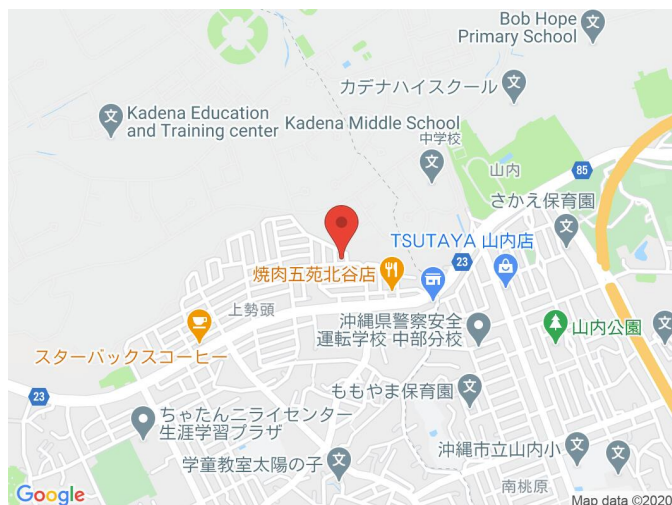 Bob Hope
Primary School
カデナハイスクール
Kadena Education
and Training center
Kadena Middle School
中学校
山内
85
さかえ保育園
TSUTAYA 山内店
23
焼肉五苑北谷店
上勢頭
沖縄県警察安全
運転学校 中部分校
山内公園
スターバックスコーヒー
ももやま保育園
23
ちゃたんニライセンター
生涯学習プラザ
学童教室太陽の子
沖縄市立山内小
南桃原
Google
Map data ©2020